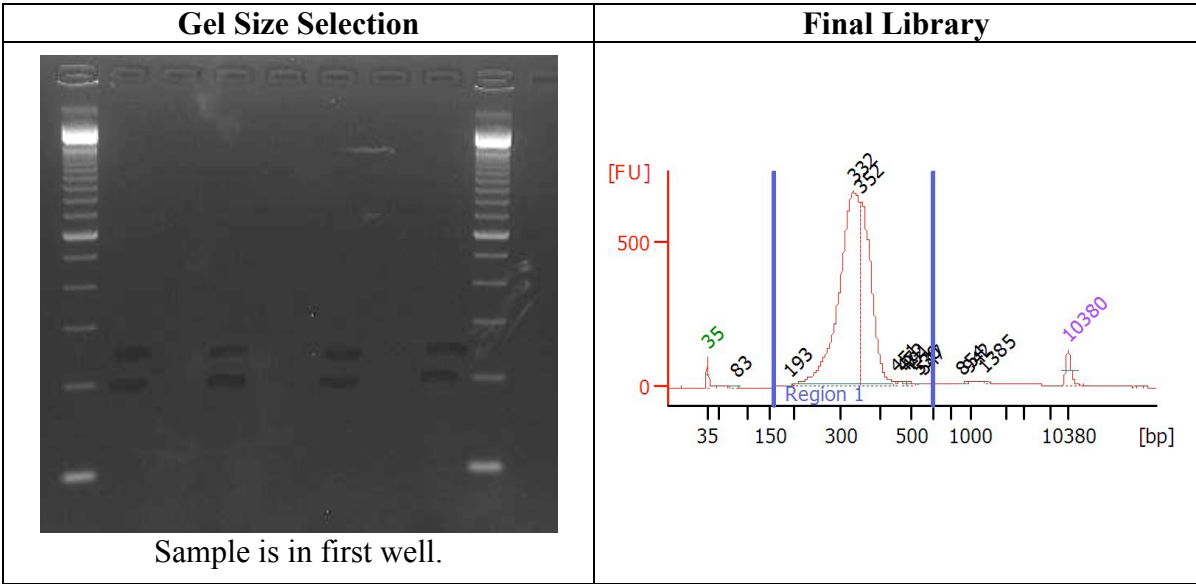 Gel Size Selection
Final Library
Sample is in first well.
[FU]
500
0
35
83
193
332
352
1385
10380
Region 1
35 150 300 500 1000 10380 [bp]